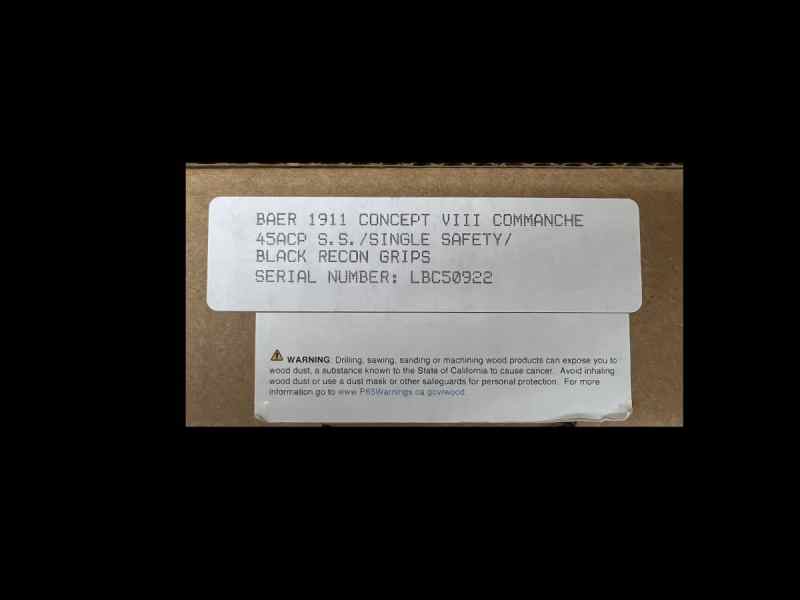 BAER 1911 CONCEPT VIII COMMANCHE
45ACP S.S./SINGLE SAFETY/
BLACK RECON GRIPS
SERIAL NUMBER: LBC50922
WARNING: Drilling, sawing, sanding or machining wood products can expose you to
wood dust, a substance known to the State of California to cause cancer. Avoid inhaling
wood dust or use a dust mask or other safeguards for personal protection. For more
information go to www.P65Warnings.ca.gov/wood.